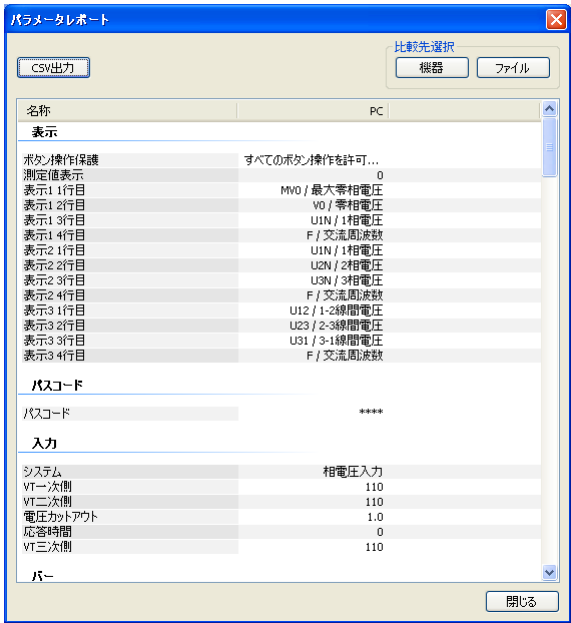 パラメータレポート
比較先選択
CSV出力 機器 ファイル
名称 PC
表示
ボタン操作保護 すべてのボタン操作を許可...
測定値表示 0
表示1 1行目 MV0 / 最大零相電圧
表示1 2行目 V0 / 零相電圧
表示1 3行目 U1N / 1相電圧
表示1 4行目 F / 交流周波数
表示2 1行目 U1N / 1相電圧
表示2 2行目 U2N / 2相電圧
表示2 3行目 U3N / 3相電圧
表示2 4行目 F / 交流周波数
表示3 1行目 U12 / 1-2線間電圧
表示3 2行目 U23 / 2-3線間電圧
表示3 3行目 U31 / 3-1線間電圧
表示3 4行目 F / 交流周波数
パスコード
パスコード ****
入力
システム 相電圧入力
VT一次側 110
VT二次側 110
電圧カットアウト 1.0
応答時間 0
VT三次側 110
バー
閉じる